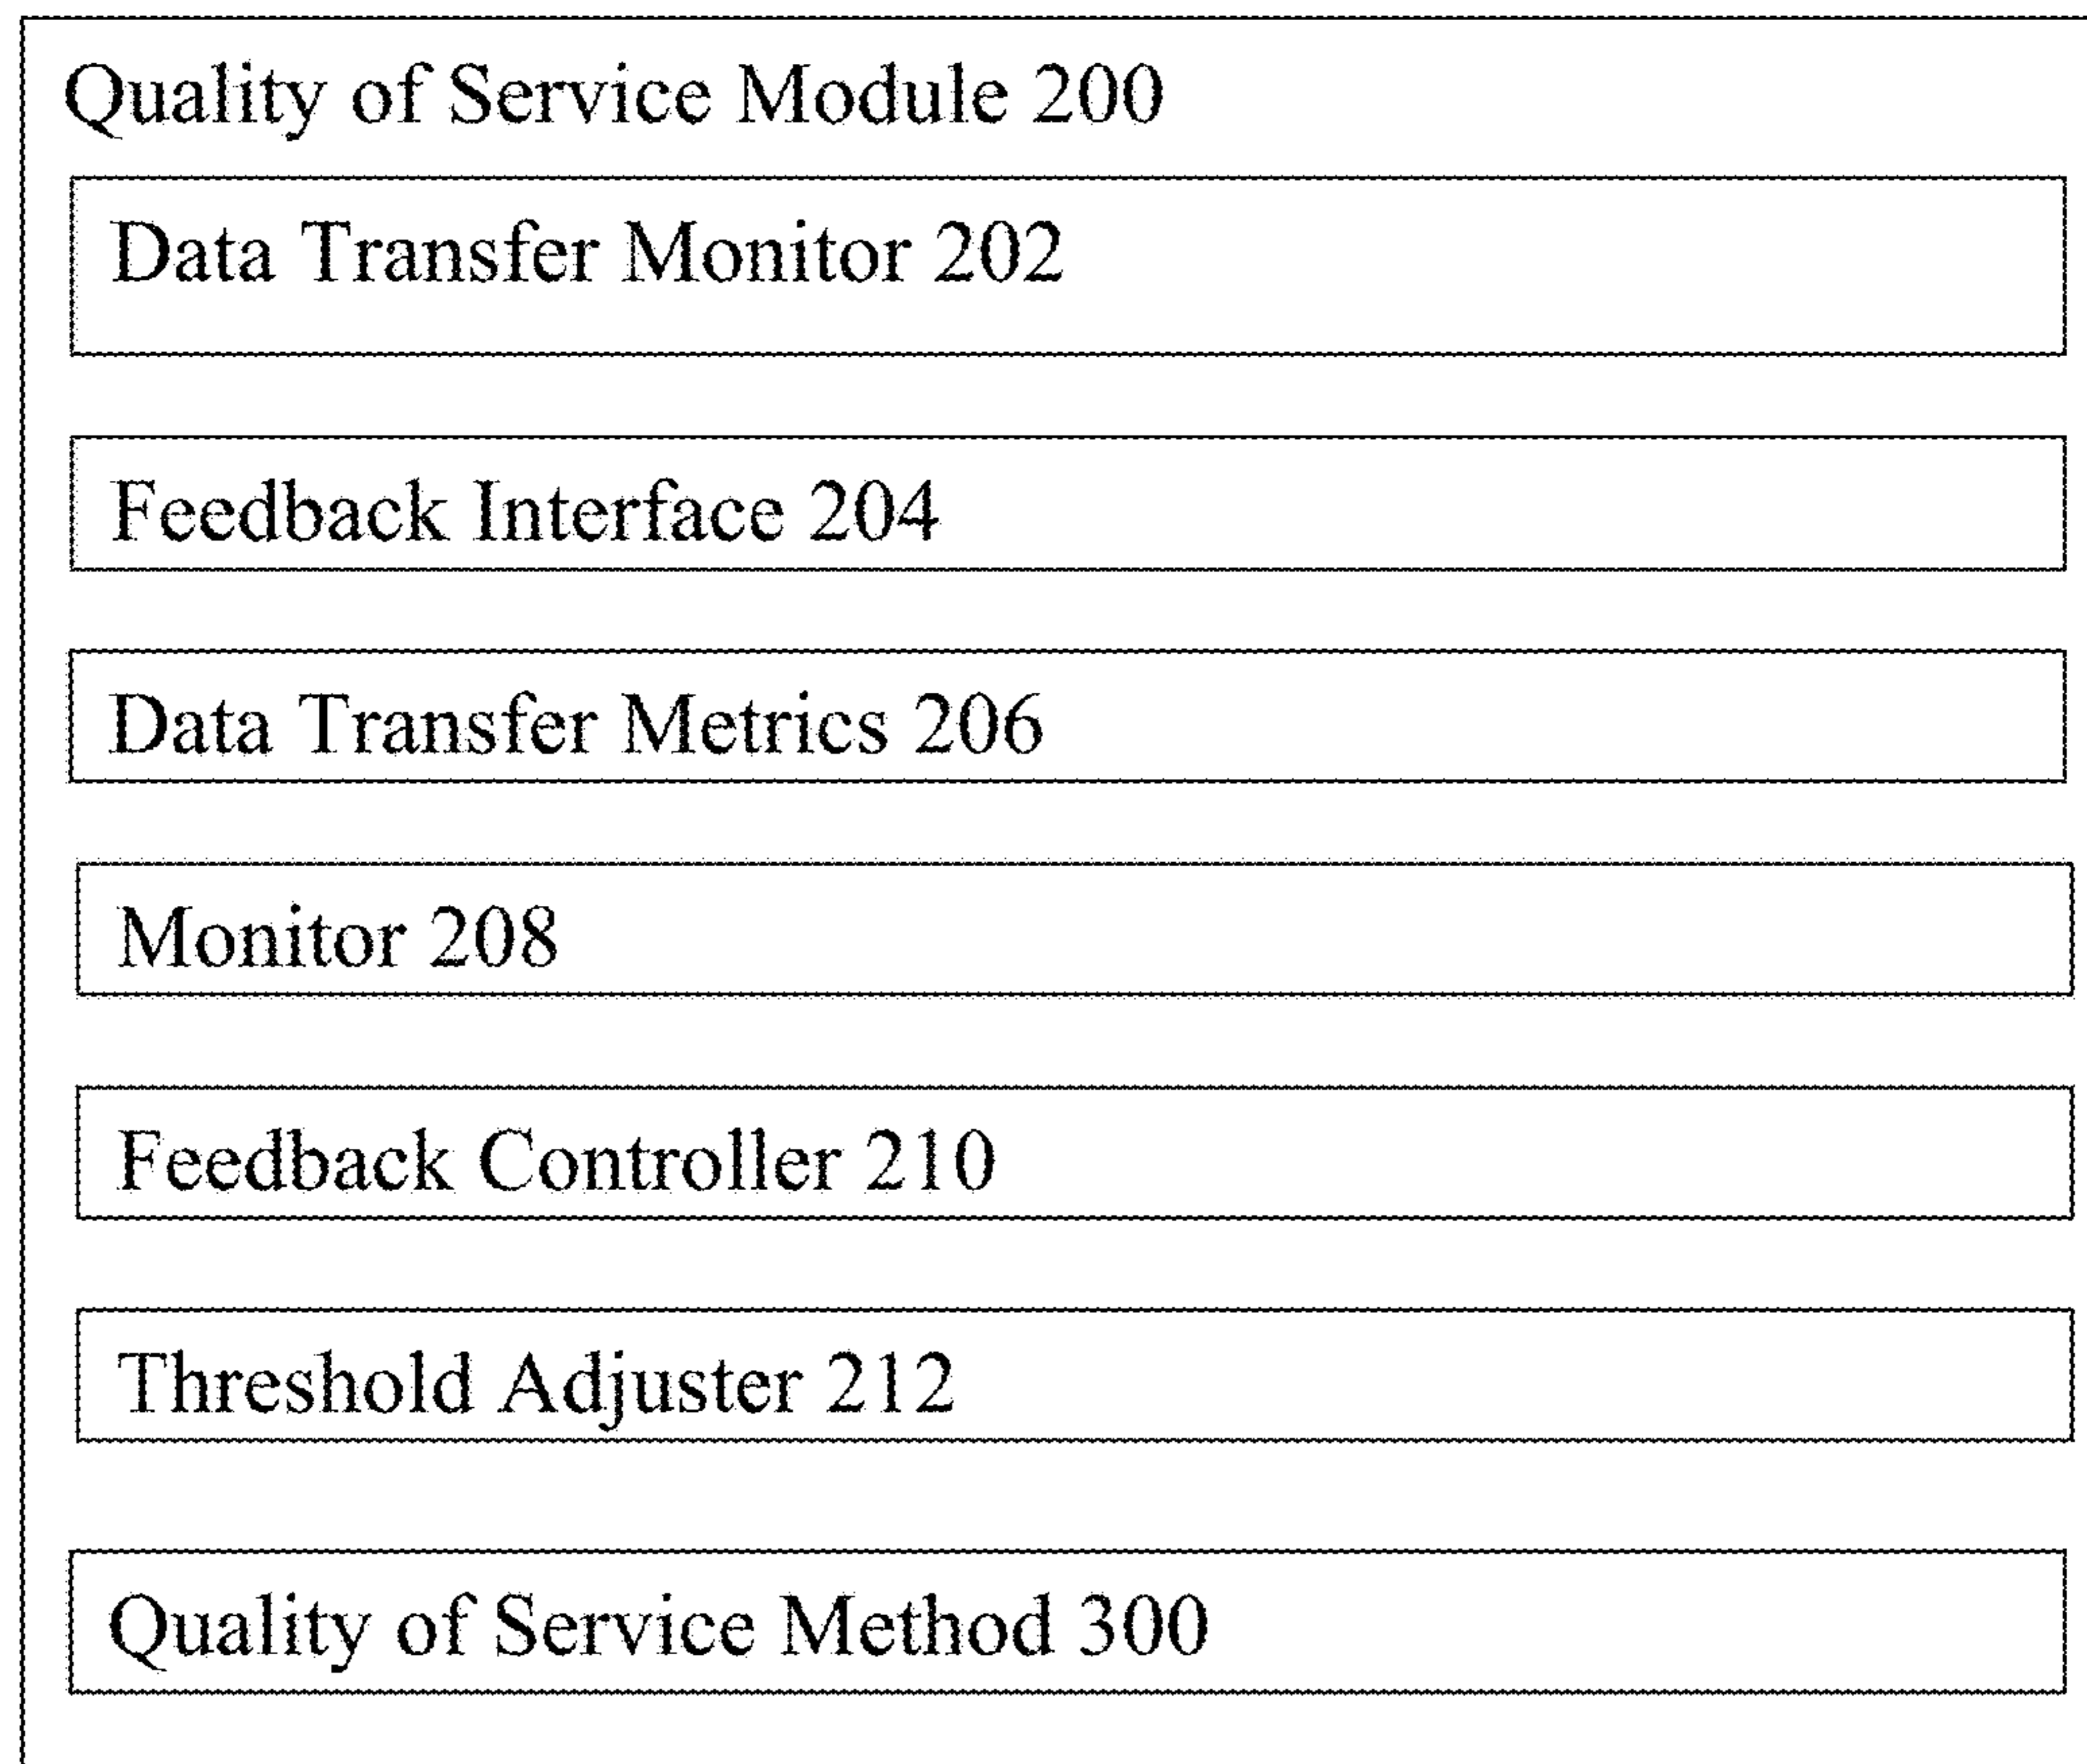 Quality of Service Module 200
Data Transfer Monitor 202
Feedback Interface 204
Data Transfer Metrics 206
Monitor 208
Feedback Controller 210
Threshold Adjuster 212
Quality of Service Method 300